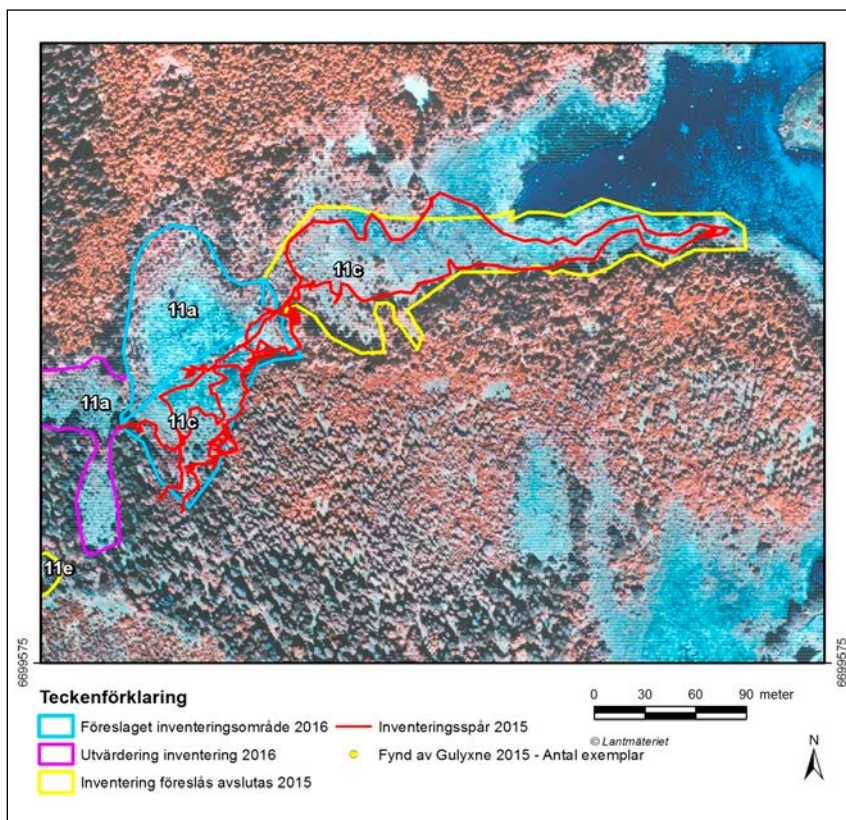 11c
11a
11a
11c
11e
6699575
6699575
Teckenförklaring
Föreslaget inventeringsområde 2016
Utvärdering inventering 2016
Inventering föreslås avslutas 2015
Inventeringsspår 2015
Fynd av Gulyxne 2015 - Antal exemplar
0 30 60 90 meter
© Lantmäteriet
N